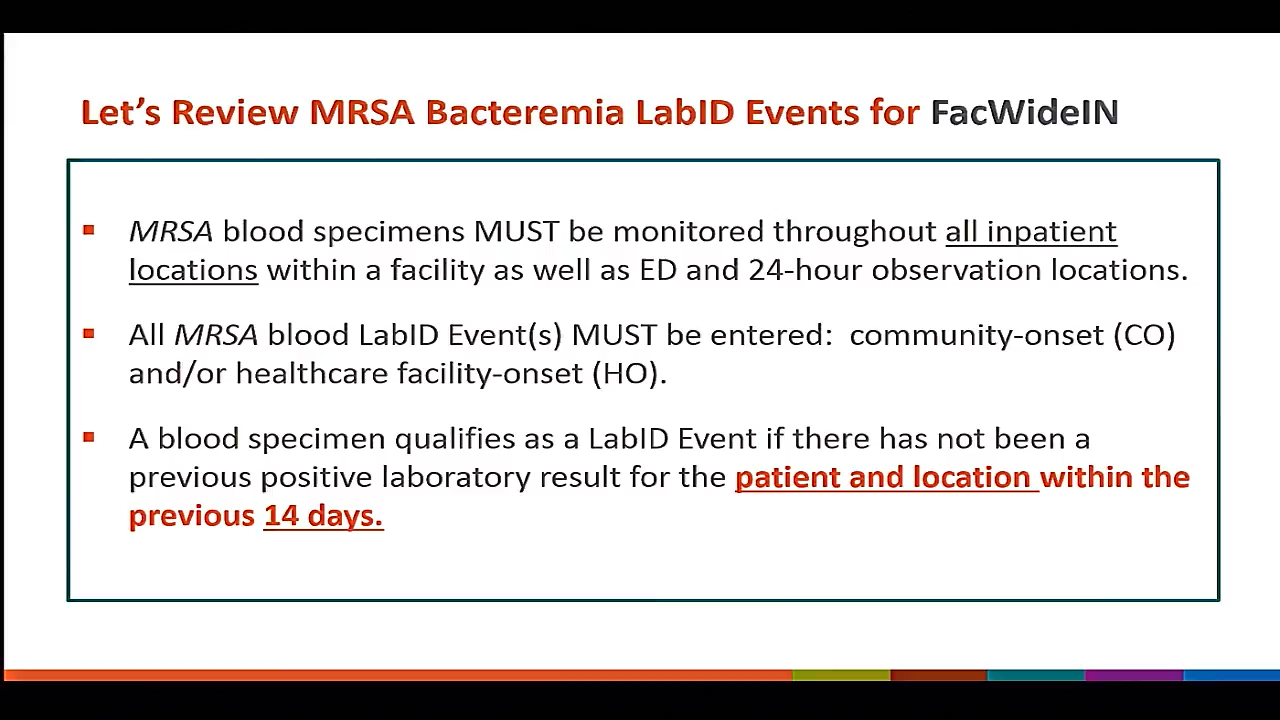 Let's Review MRSA Bacteremia LabID Events for FacWideIN
MRSA blood specimens MUST be monitored throughout all inpatient
locations within a facility as well as ED and 24-hour observation locations.
All MRSA blood LabID Event(s) MUST be entered:  community-onset (CO)
and/or healthcare facility-onset (HO).
A blood specimen qualifies as a LabID Event if there has not been a
previous positive laboratory result for the patient and location within the
previous 14 days.